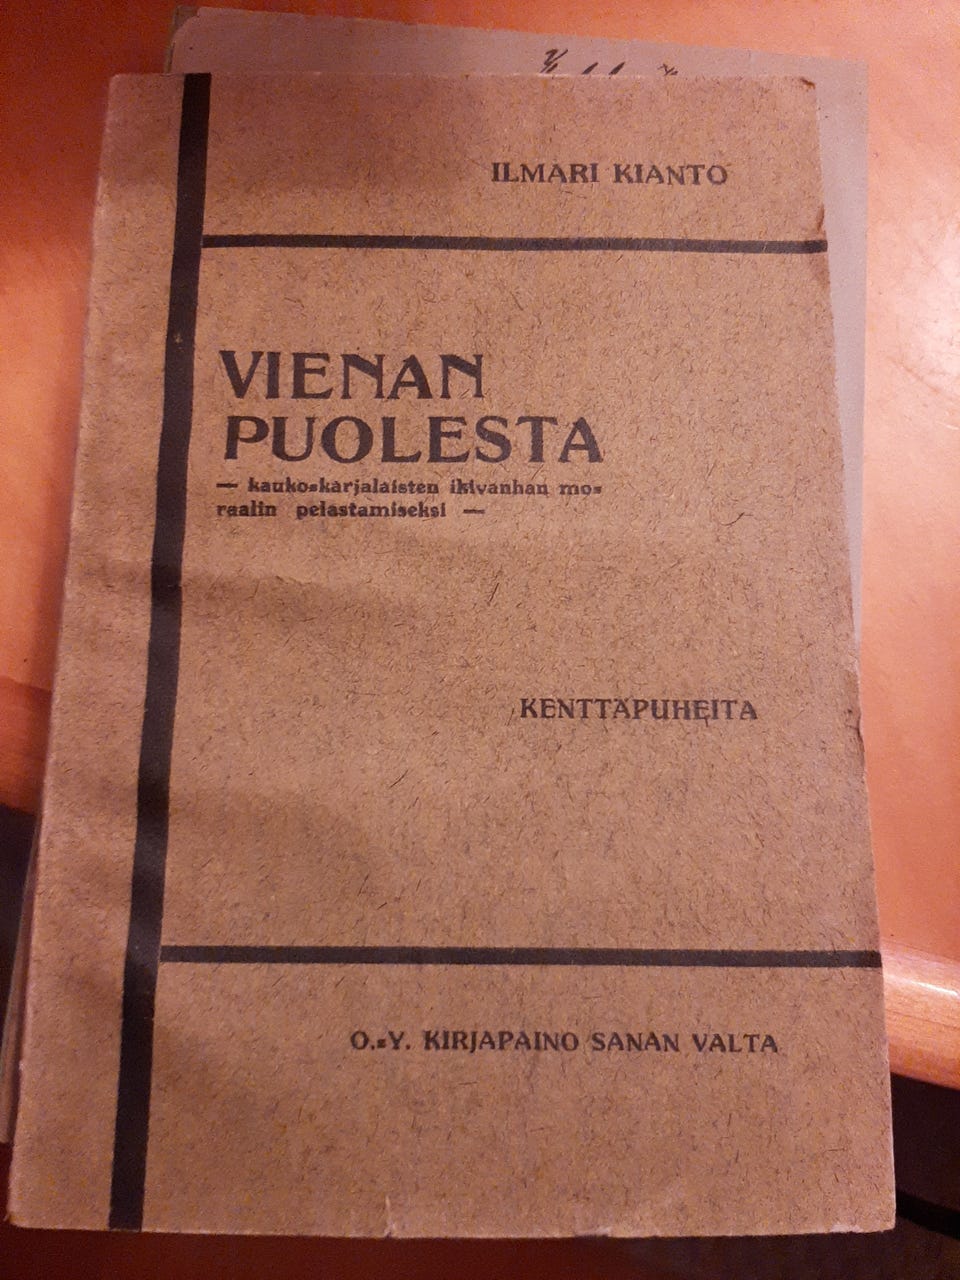 ILMARI KIANTO
VIENAN
PUOLESTA
— kauko=karjalaisten ikivanhan mo=
raalin pelastamiseksi —
KENTTÄPUHEITA
O.=Y. KIRJAPAINO SANAN VALTA